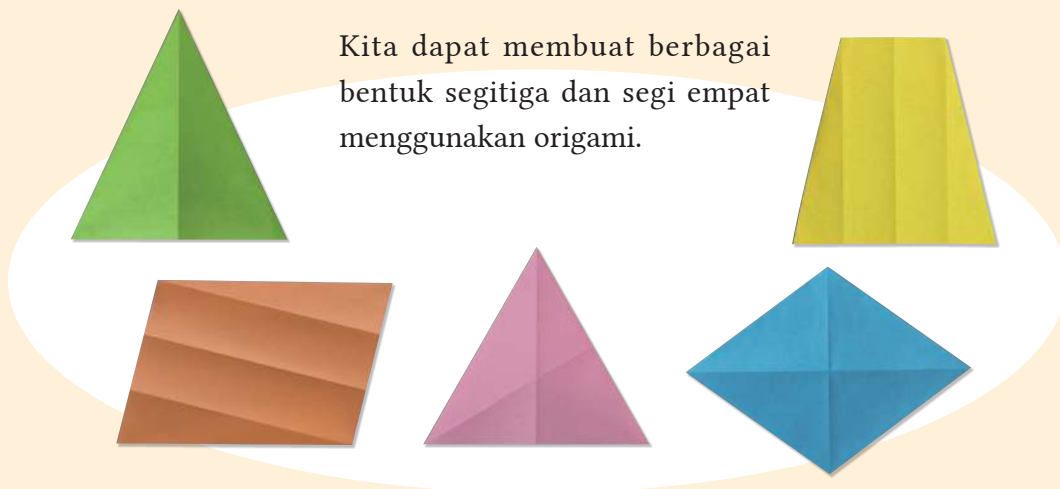 Kita dapat membuat berbagai
bentuk segitiga dan segi empat
menggunakan origami.